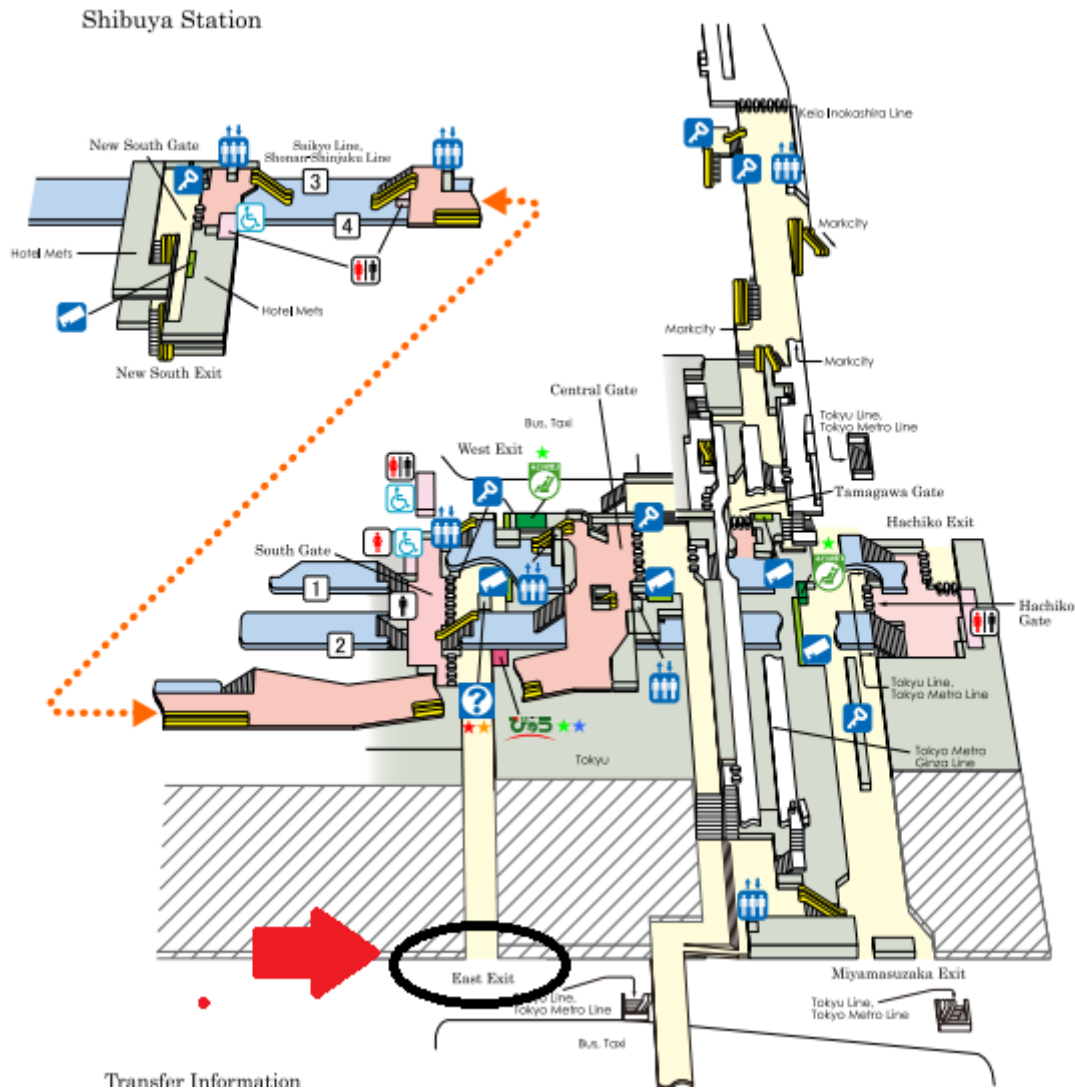 Shibuya Station
Keio Inokashira Line
New South Gate
Saikyo Line,
Shonan-Shinjuku Line
3
4
Markcity
Hotel Mets
Hotel Mets
Markcity
New South Exit
Markcity
Central Gate
Bus, Taxi
Tokyu Line,
Tokyo Metro Line
West Exit
Tamagawa Gate
Hachiko Exit
South Gate
1
Hachiko
Gate
2
Tokyu Line,
Tokyo Metro Line
?
びゅう
Tokyu
Tokyo Metro
Ginza Line
East Exit
Miyamasuzaka Exit
Line,
Tokyo Metro Line
Tokyu Line,
Tokyo Metro Line
Bus, Taxi
Transfer Information